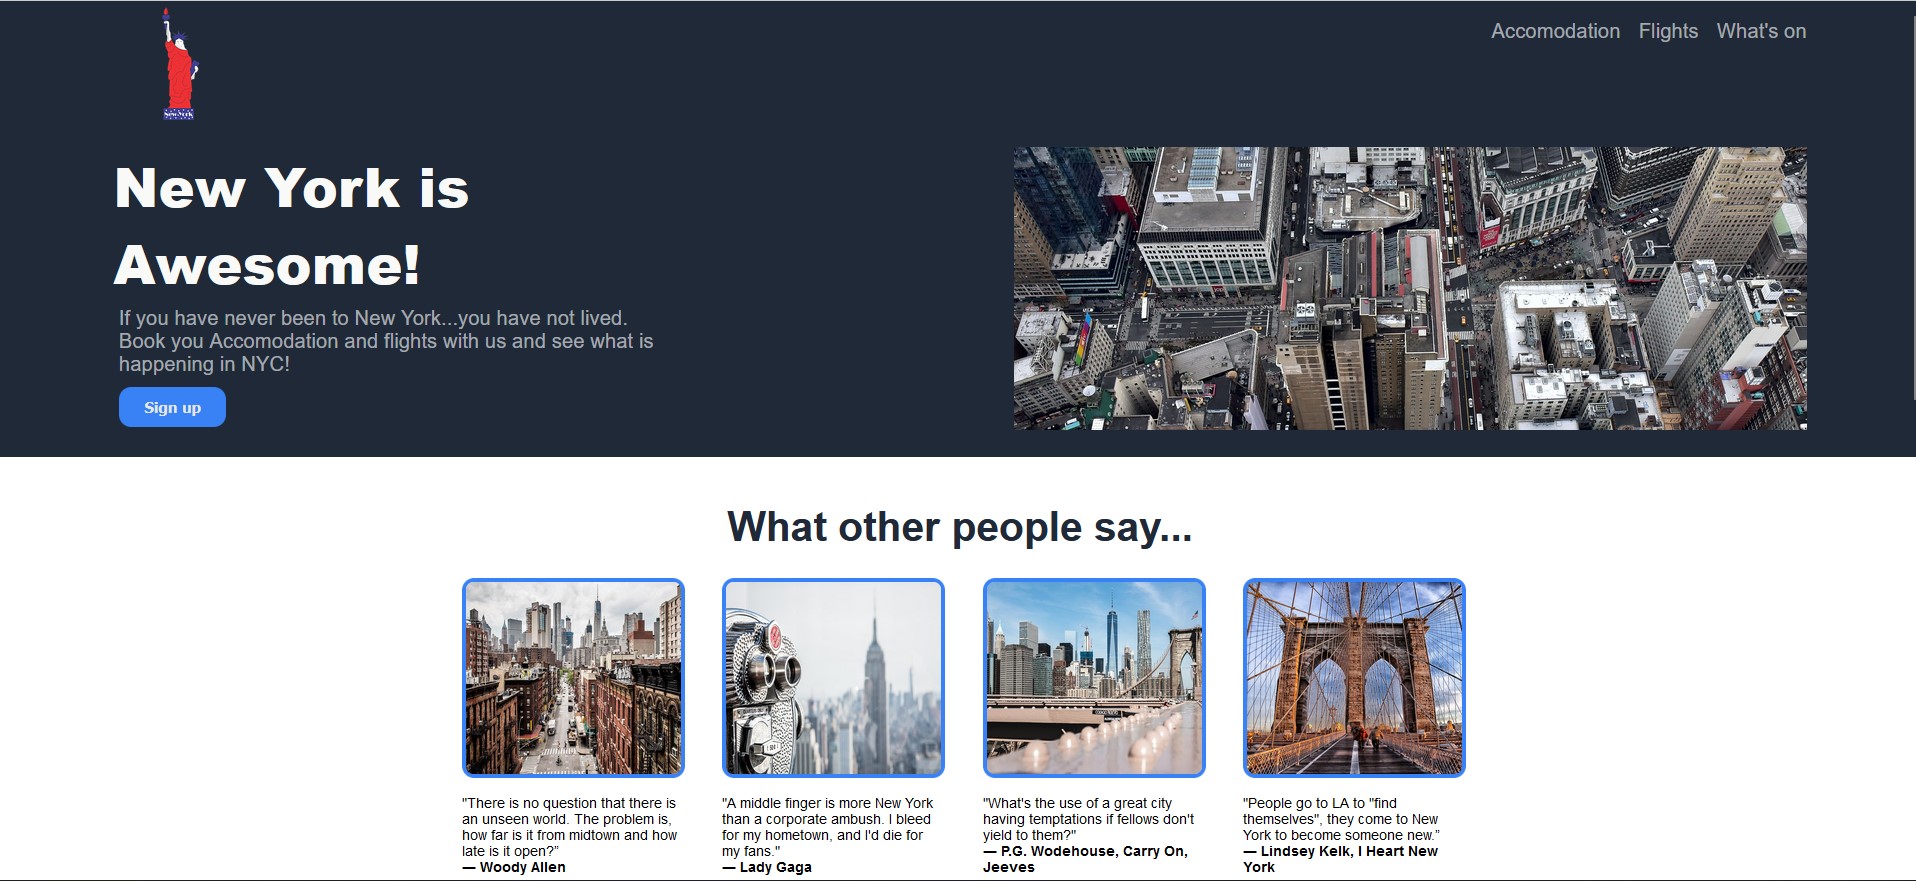 New York
Accomodation Flights What's on
New York is
Awesome!
If you have never been to New York...you have not lived.
Book you Accomodation and flights with us and see what is
happening in NYC!
Sign up
What other people say...
"There is no question that there is
an unseen world. The problem is,
how far is it from midtown and how
late is it open?”
— Woody Allen
"A middle finger is more New York
than a corporate ambush. I bleed
for my hometown, and I'd die for
my fans."
— Lady Gaga
"What's the use of a great city
having temptations if fellows don't
yield to them?"
— P.G. Wodehouse, Carry On,
Jeeves
"People go to LA to "find
themselves", they come to New
York to become someone new.”
— Lindsey Kelk, I Heart New
York